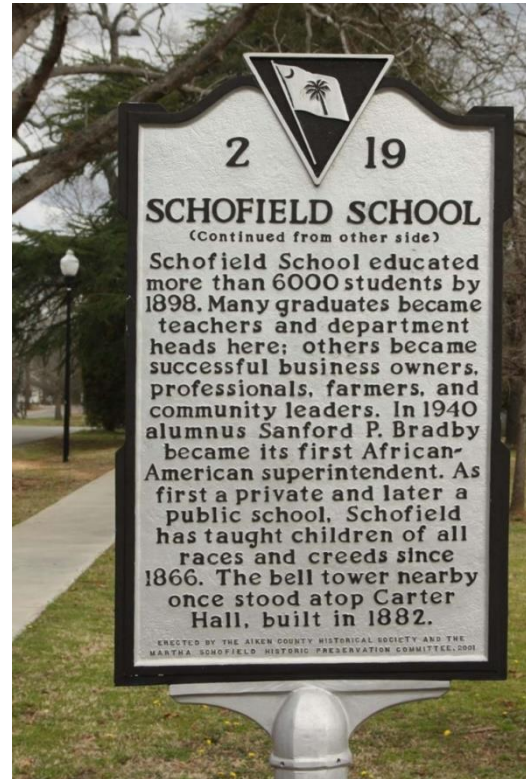 2 19
SCHOFIELD SCHOOL
(Continued from other side)
Schofield School educated
more than 6000 students by
1898. Many graduates became
teachers and department
heads here; others became
successful business owners,
professionals, farmers, and
community leaders. In 1940
alumnus Sanford P. Bradby
became its first African-
American superintendent. As
first a private and later a
public school, Schofield
has taught children of all
races and creeds since
1866. The bell tower nearby
once stood atop Carter
Hall, built in 1882.
ERECTED BY THE AIKEN COUNTY HISTORICAL SOCIETY AND THE
MARTHA SCHOFIELD HISTORIC PRESERVATION COMMITTEE, 2001